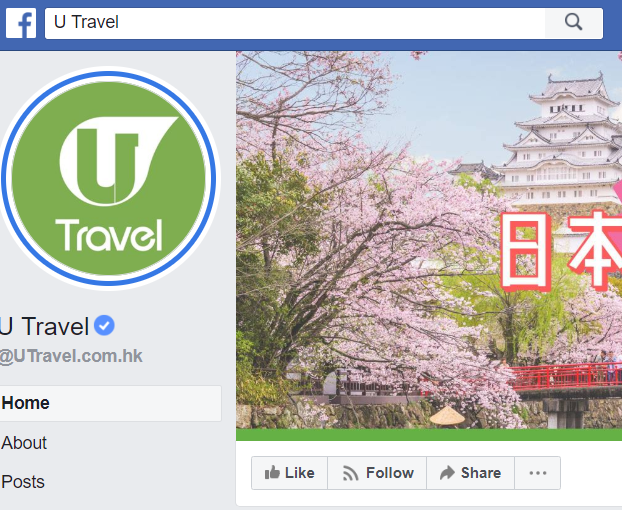 U Travel
U
Travel
日本
U Travel
@UTravel.com.hk
Home
About
Posts
Like
Follow
Share